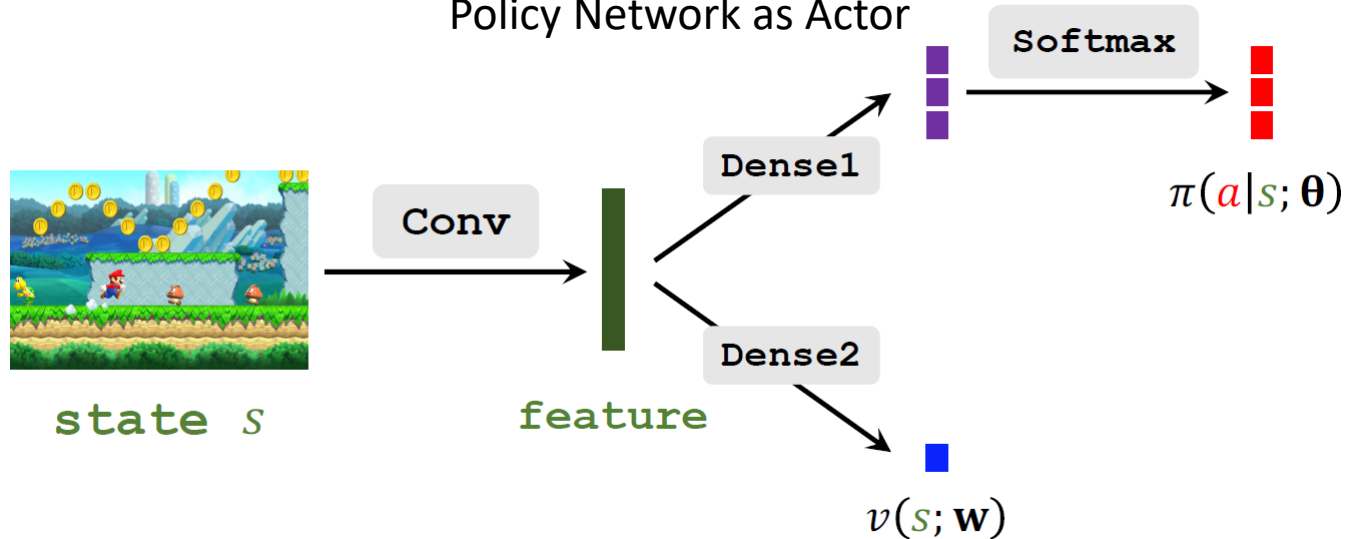 Policy Network as Actor
Softmax
Dense1
π(a|s; θ)
Conv
Dense2
state s
feature
v(s; w)